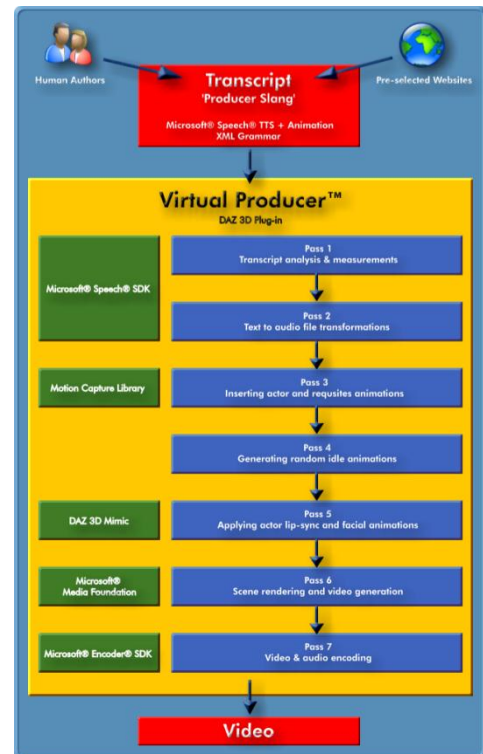 Human Authors
Pre-selected Websites
Transcript
'Producer Slang'
Microsoft® Speech® TTS + Animation
XML Grammar
Virtual Producer™
DAZ 3D Plug-in
Microsoft® Speech® SDK
Pass 1
Transcript analysis & measurements
Pass 2
Text to audio file transformations
Motion Capture Library
Pass 3
Inserting actor and requsites animations
Pass 4
Generating random idle animations
DAZ 3D Mimic
Pass 5
Applying actor lip-sync and facial animations
Microsoft®
Media Foundation
Pass 6
Scene rendering and video generation
Microsoft® Encoder® SDK
Pass 7
Video & audio encoding
Video